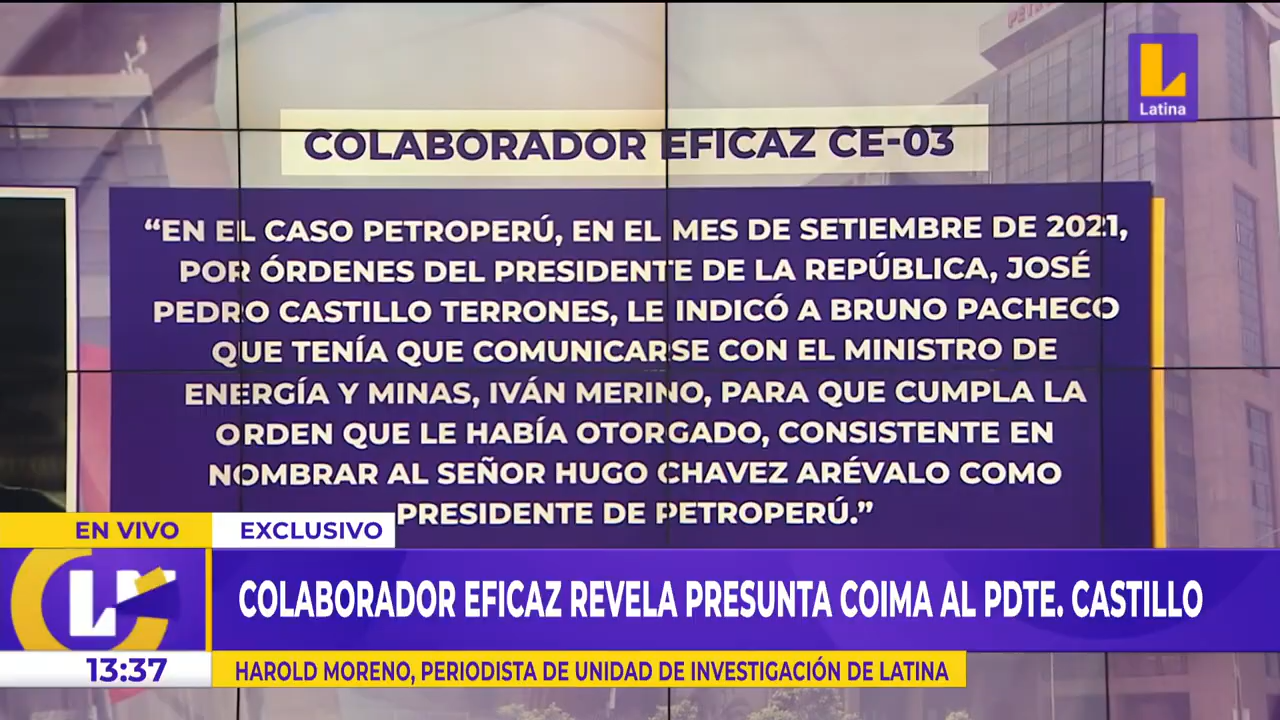 PETRO
Latina
COLABORADOR EFICAZ CE-03
“EN EL CASO PETROPERÚ, EN EL MES DE SETIEMBRE DE 2021,
POR ÓRDENES DEL PRESIDENTE DE LA REPÚBLICA, JOSÉ
PEDRO CASTILLO TERRONES, LE INDICÓ A BRUNO PACHECO
QUE TENÍA QUE COMUNICARSE CON EL MINISTRO DE
ENERGÍA Y MINAS, IVÁN MERINO, PARA QUE CUMPLA LA
ORDEN QUE LE HABÍA OTORGADO, CONSISTENTE EN
NOMBRAR AL SEÑOR HUGO CHAVEZ ARÉVALO COMO
PRESIDENTE DE PETROPERÚ.”
EN VIVO
EXCLUSIVO
COLABORADOR EFICAZ REVELA PRESUNTA COIMA AL PDTE. CASTILLO
13:37
HAROLD MORENO, PERIODISTA DE UNIDAD DE INVESTIGACIÓN DE LATINA